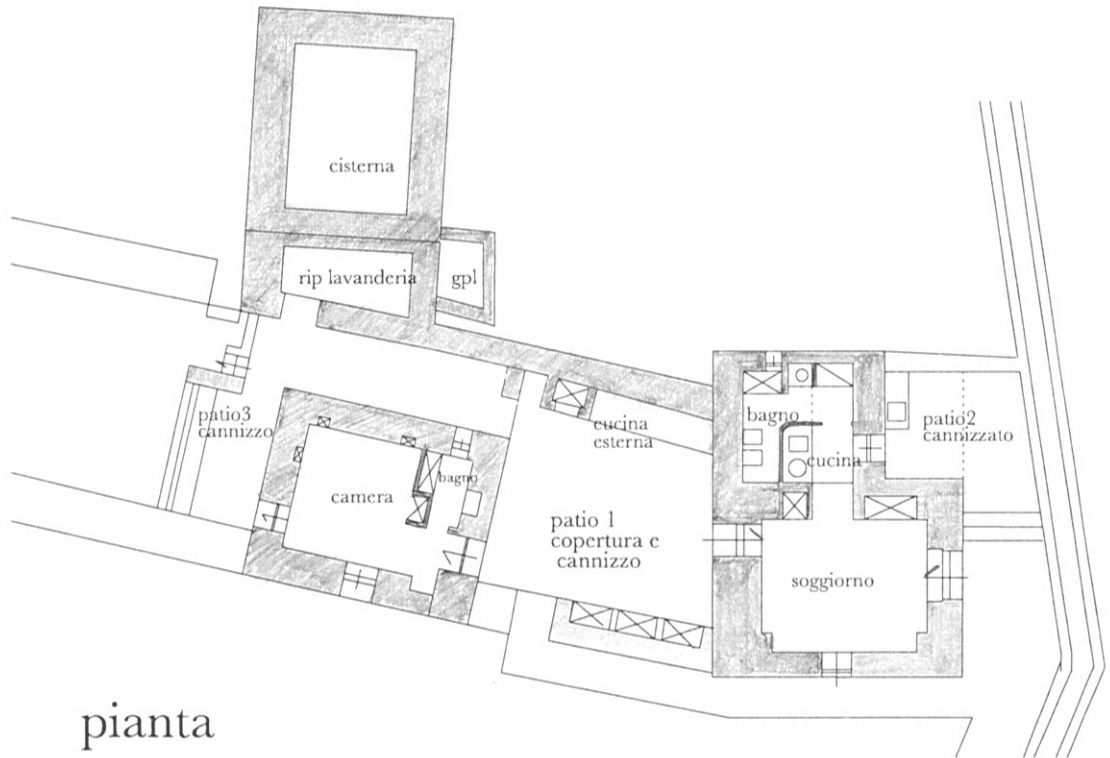 cisterna
rip lavanderia
gpl
patio3
cannizzo
camera
bagno
cucina
esterna
patio 1
copertura e
cannizzo
bagno
cucina
patio2
cannizzato
soggiorno
pianta